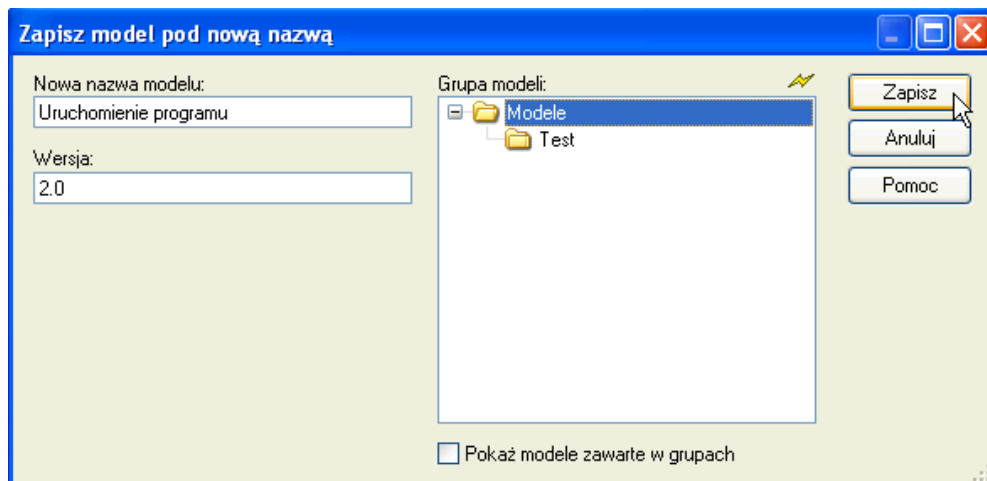 Zapisz model pod nową nazwą
Nowa nazwa modelu:
Uruchomienie programu
Wersja:
2.0
Grupa modeli:
Modele
Test
Pokaż modele zawarte w grupach
Zapisz
Anuluj
Pomoc